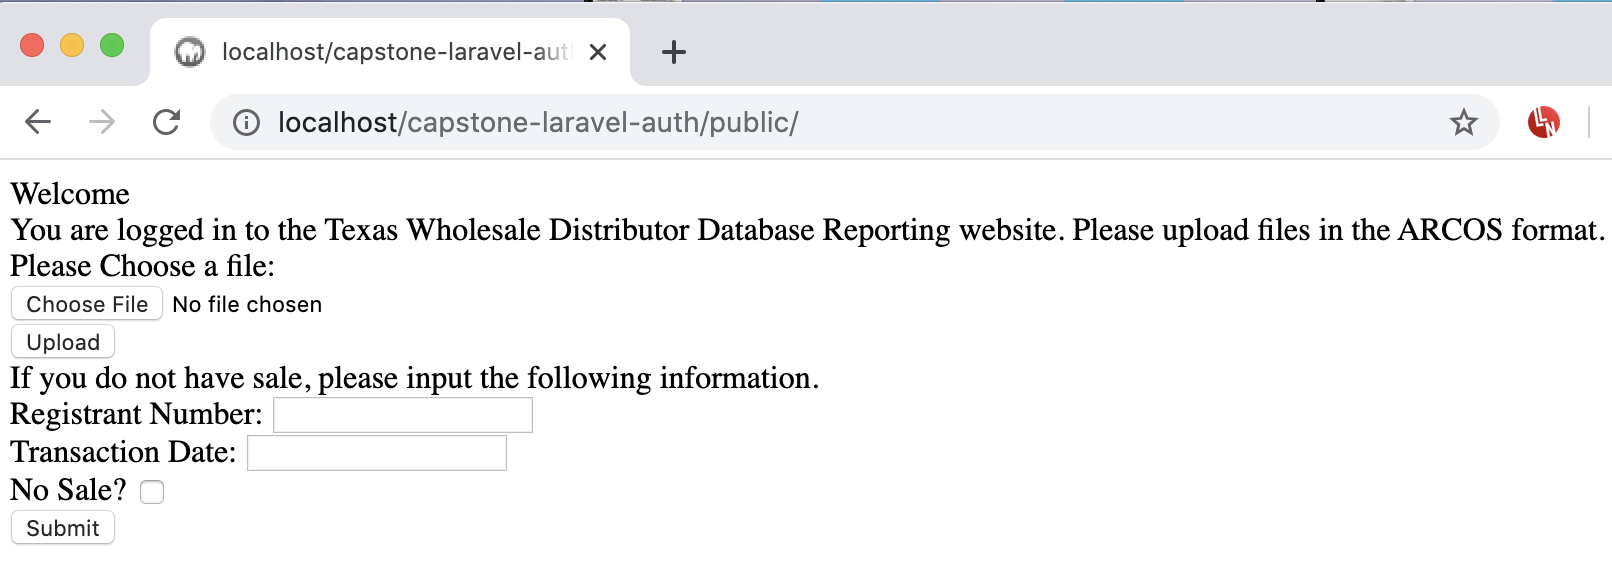 localhost/capstone-laravel-aut
localhost/capstone-laravel-auth/public/
Welcome
You are logged in to the Texas Wholesale Distributor Database Reporting website. Please upload files in the ARCOS format.
Please Choose a file:
Choose File No file chosen
Upload
If you do not have sale, please input the following information.
Registrant Number:
Transaction Date:
No Sale?
Submit